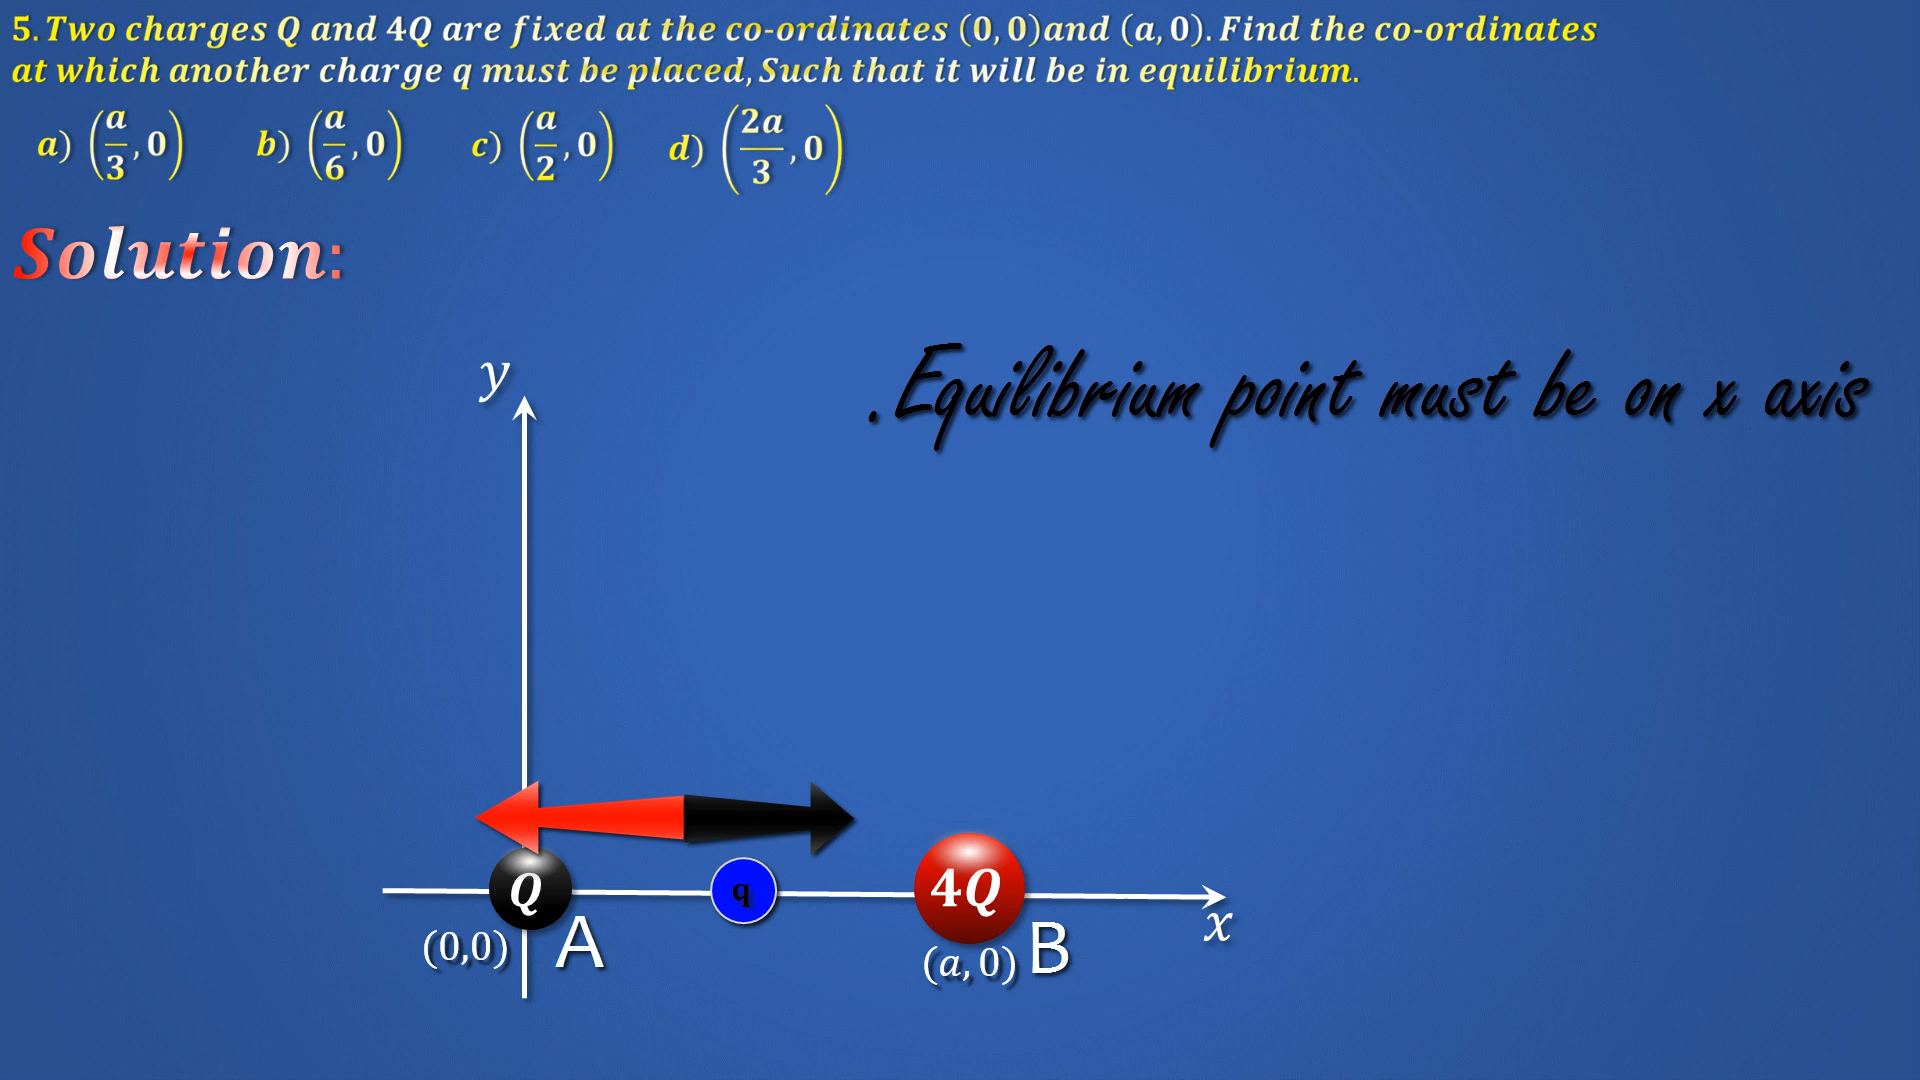 5. Two charges Q and 4Q are fixed at the co-ordinates (0, 0)and (a, 0). Find the co-ordinates
at which another charge q must be placed, Such that it will be in equilibrium.
a) (a/3, 0) b) (a/6, 0) c) (a/2, 0) d) (2a/3, 0)
Solution:
.Equilibrium point must be on x axis
y
Q q 4Q
x
(0,0) A (a, 0) B